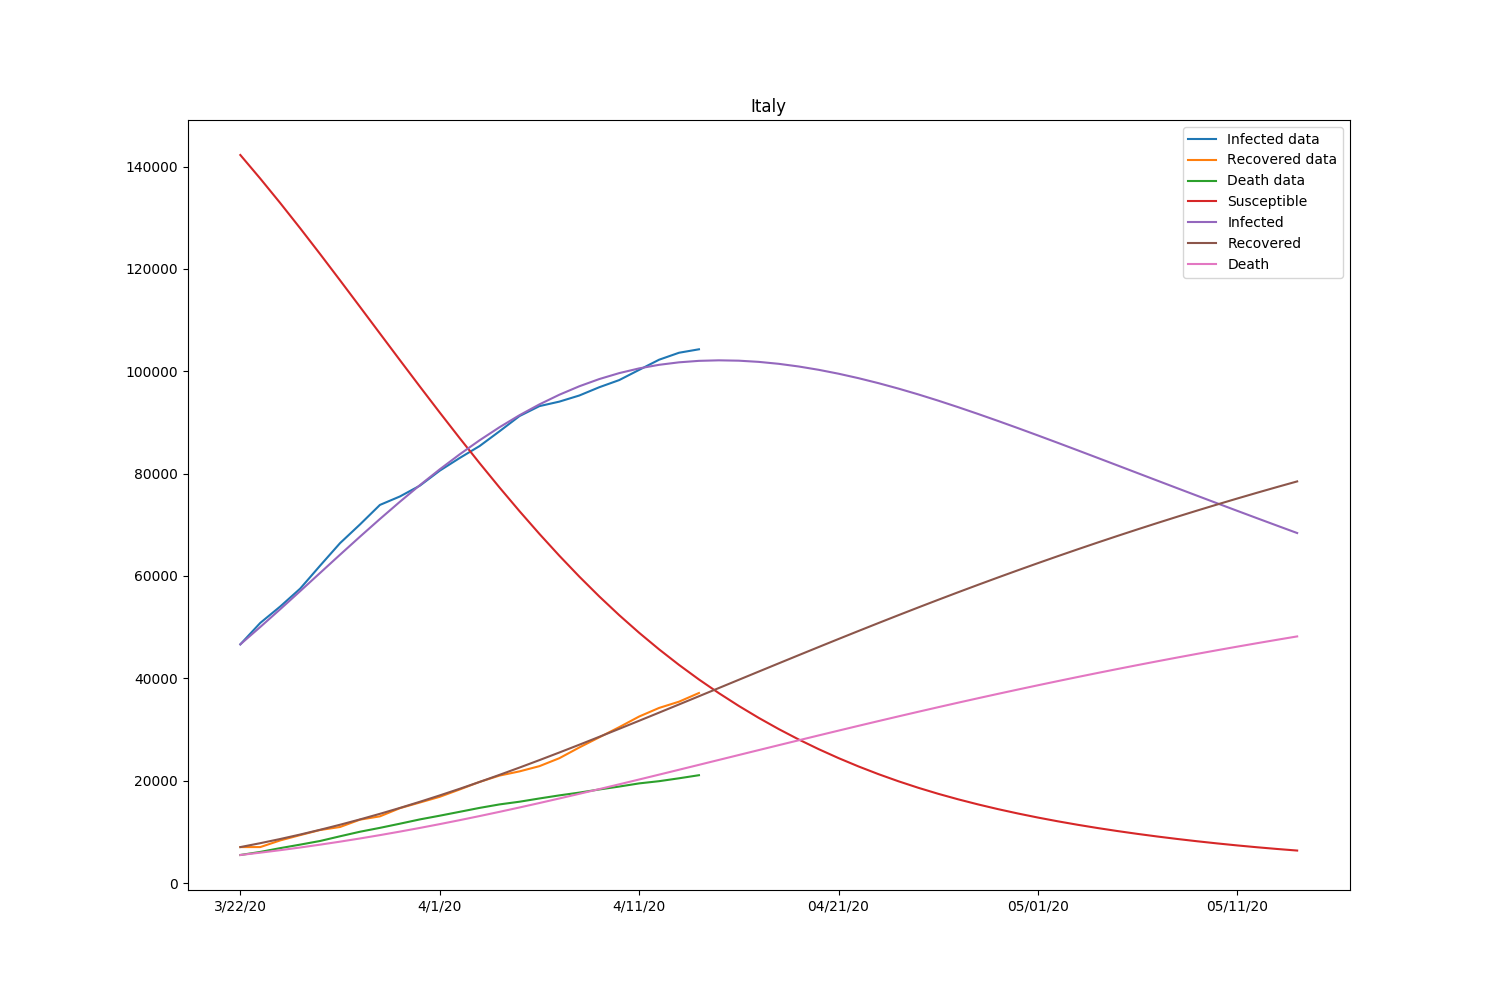 Italy
Infected data
Recovered data
Death data
Susceptible
Infected
Recovered
Death
140000
120000
100000
80000
60000
40000
20000
0
3/22/20 4/1/20 4/11/20 04/21/20 05/01/20 05/11/20